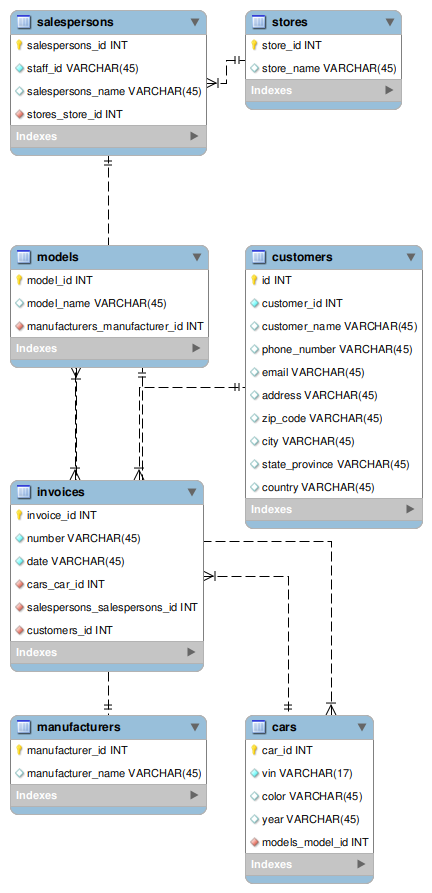 salespersons
salespersons_id INT
staff_id VARCHAR(45)
salespersons_name VARCHAR(45)
stores_store_id INT
Indexes
stores
store_id INT
store_name VARCHAR(45)
Indexes
models
model_id INT
model_name VARCHAR(45)
manufacturers_manufacturer_id INT
Indexes
customers
id INT
customer_id INT
customer_name VARCHAR(45)
phone_number VARCHAR(45)
email VARCHAR(45)
address VARCHAR(45)
zip_code VARCHAR(45)
city VARCHAR(45)
state_province VARCHAR(45)
country VARCHAR(45)
Indexes
invoices
invoice_id INT
number VARCHAR(45)
date VARCHAR(45)
cars_car_id INT
salespersons_salespersons_id INT
customers_id INT
Indexes
manufacturers
manufacturer_id INT
manufacturer_name VARCHAR(45)
Indexes
cars
car_id INT
vin VARCHAR(17)
color VARCHAR(45)
year VARCHAR(45)
models_model_id INT
Indexes